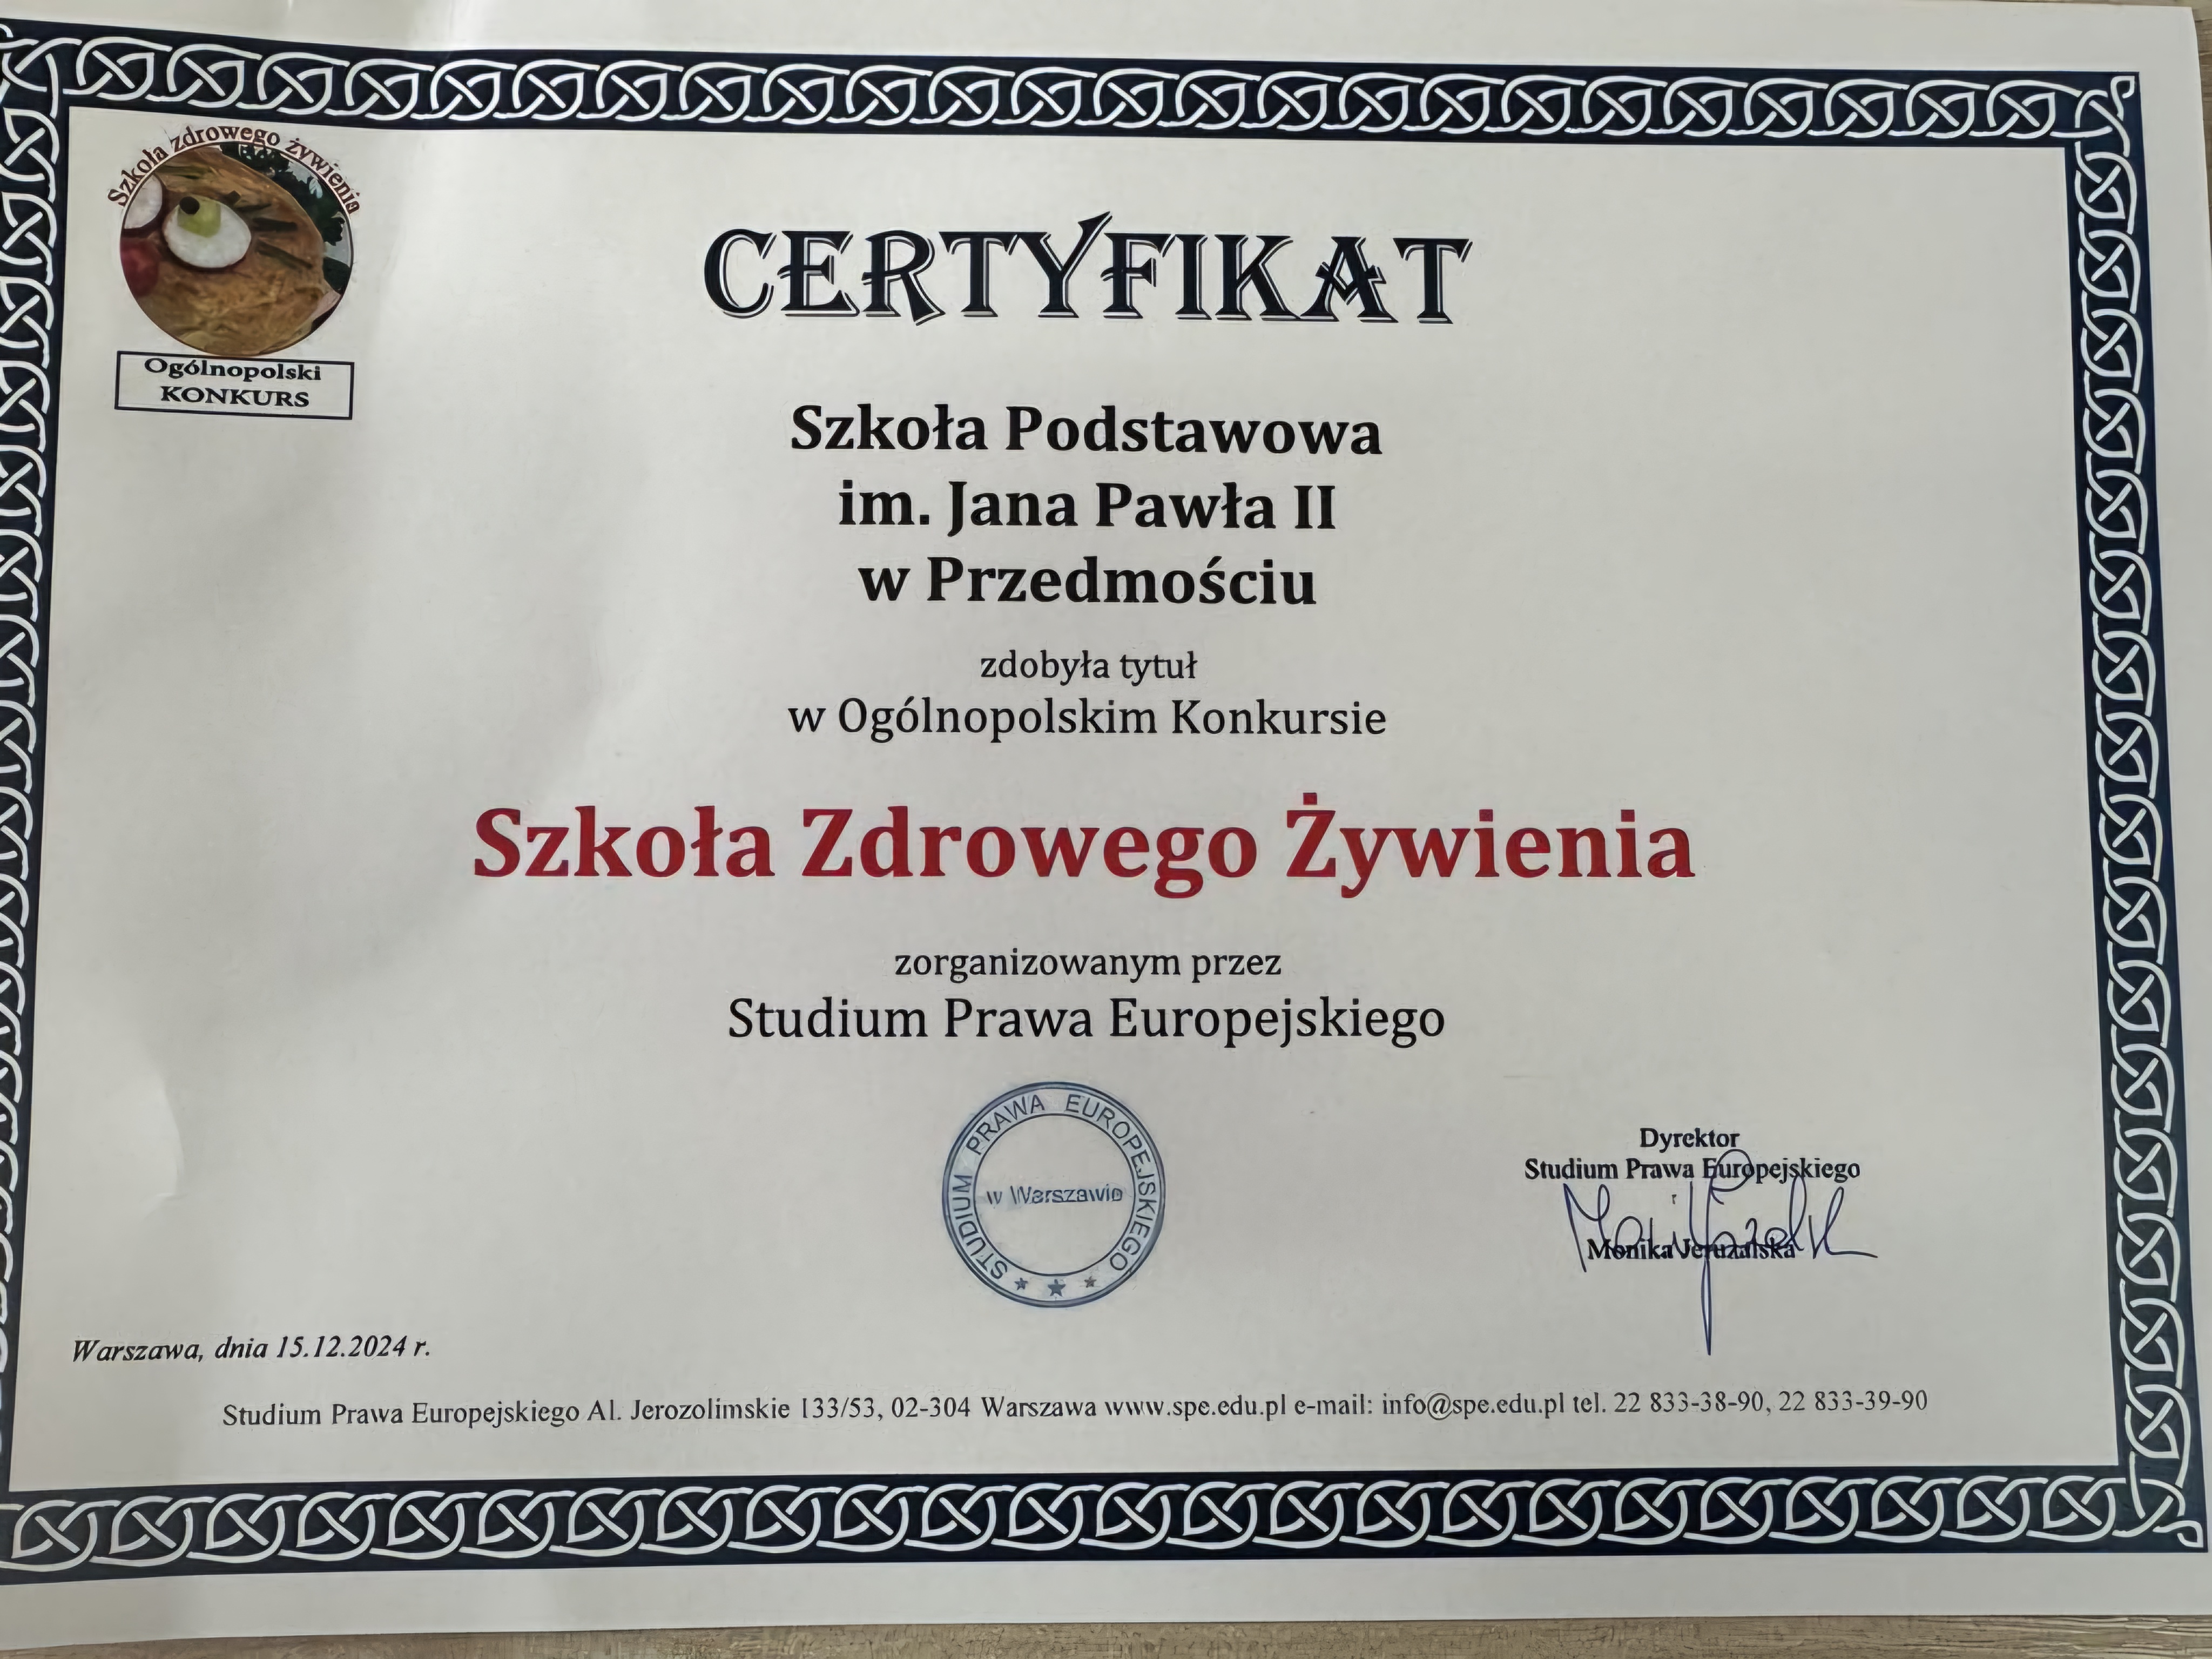 Szkoła zdrowego żywienia
Ogólnopolski
KONKURS
CERTYFIKAT
Szkoła Podstawowa
im. Jana Pawła II
w Przedmościu
zdobyła tytuł
w Ogólnopolskim Konkursie
Szkoła Zdrowego Żywienia
zorganizowanym przez
Studium Prawa Europejskiego
STUDIUM PRAWA EUROPEJSKIEGO
w Warszawie
Dyrektor
Studium Prawa Europejskiego
Monika Jeruzalska
Warszawa, dnia 15.12.2024 r.
Studium Prawa Europejskiego Al. Jerozolimskie 133/53, 02-304 Warszawa www.spe.edu.pl e-mail: info@spe.edu.pl tel. 22 833-38-90, 22 833-39-90